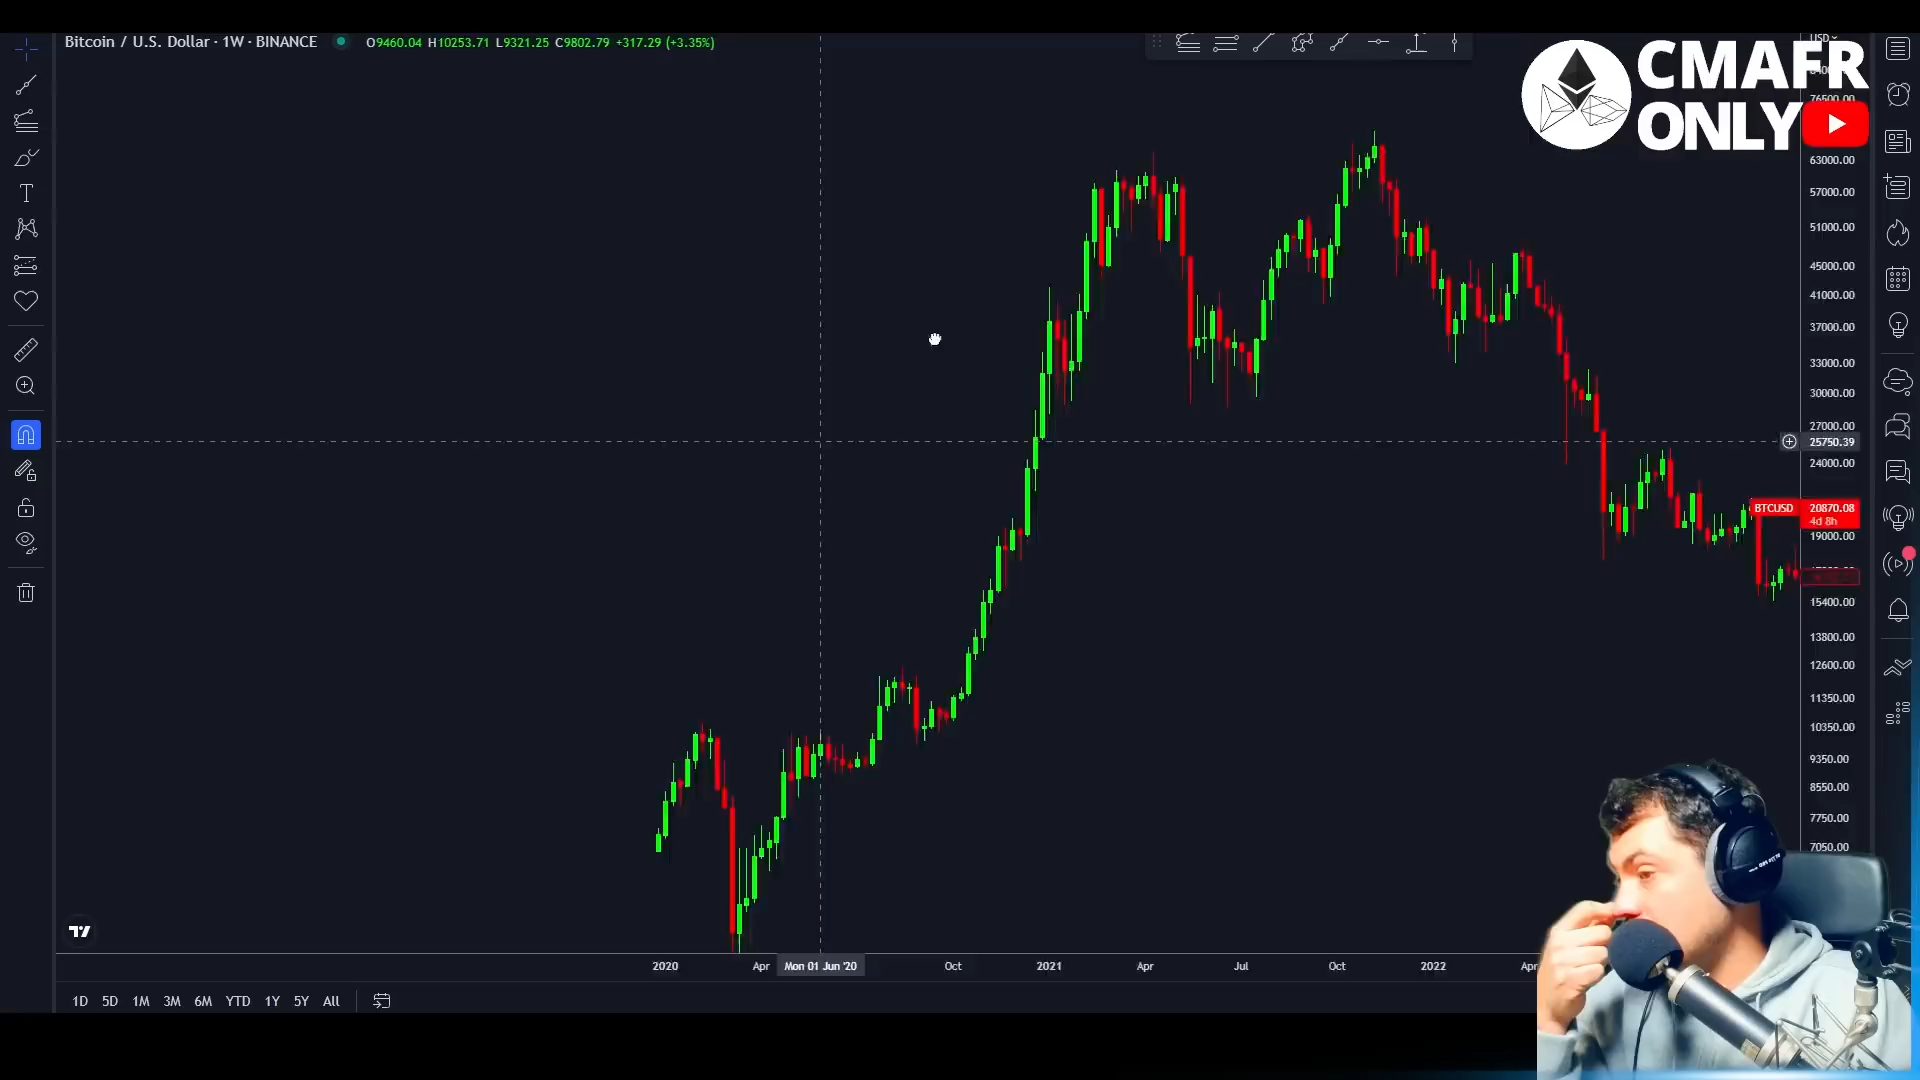 Bitcoin / U.S. Dollar · 1W · BINANCE
O9460.04 H10253.71 L9321.25 C9802.79 +317.29 (+3.35%)
USD
CMAFR
ONLY
76500.00
63000.00
57000.00
51000.00
45000.00
41000.00
37000.00
33000.00
30000.00
27000.00
25750.39
24000.00
BTCUSD 20870.08
4d 8h
19000.00
15400.00
13800.00
12600.00
11350.00
10350.00
9350.00
8550.00
7750.00
7050.00
2020 Apr Mon 01 Jun '20 Oct 2021 Apr Jul Oct 2022 Apr
1D 5D 1M 3M 6M YTD 1Y 5Y All